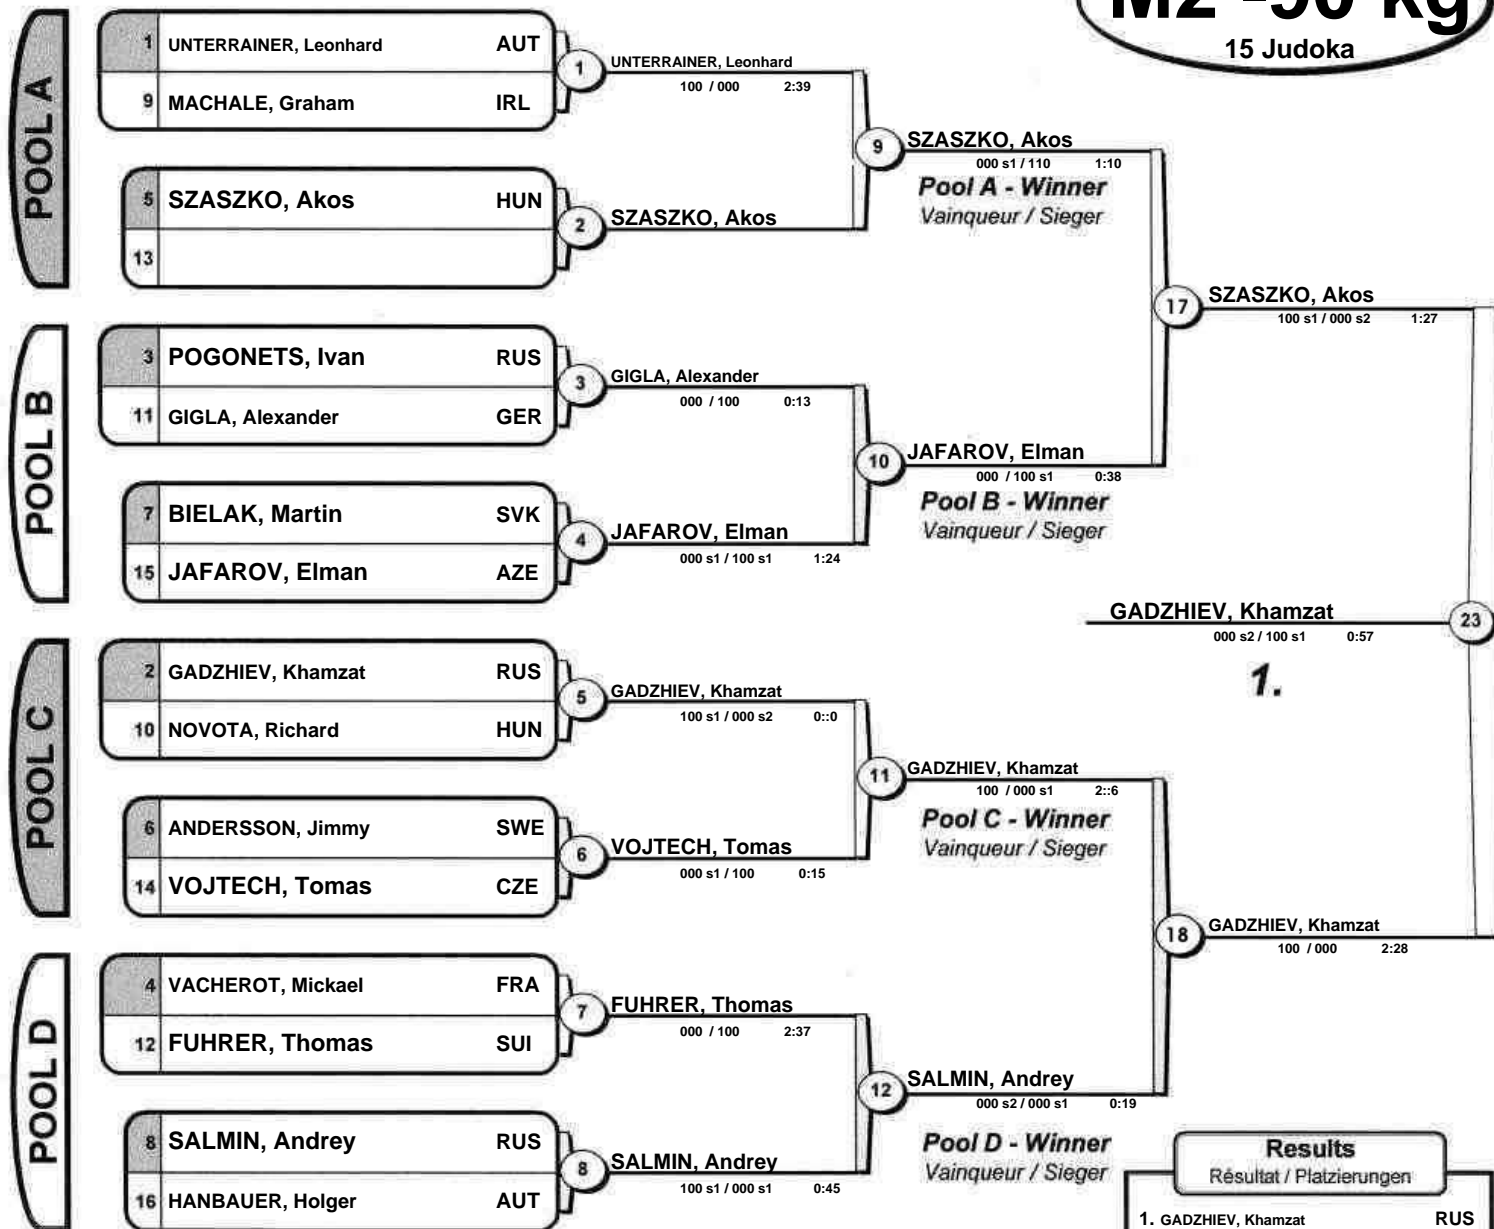 M2 -90 kg
15 Judoka
POOL A
1 UNTERRAINER, Leonhard AUT
9 MACHALE, Graham IRL
1 UNTERRAINER, Leonhard
100 / 000 2:39
5 SZASZKO, Akos HUN
13
2 SZASZKO, Akos
9 SZASZKO, Akos
000 s1 / 110 1:10
Pool A - Winner
Vainqueur / Sieger
POOL B
3 POGONETS, Ivan RUS
11 GIGLA, Alexander GER
3 GIGLA, Alexander
000 / 100 0:13
7 BIELAK, Martin SVK
15 JAFAROV, Elman AZE
4 JAFAROV, Elman
000 s1 / 100 s1 1:24
10 JAFAROV, Elman
000 / 100 s1 0:38
Pool B - Winner
Vainqueur / Sieger
17 SZASZKO, Akos
100 s1 / 000 s2 1:27
GADZHIEV, Khamzat 23
000 s2 / 100 s1 0:57
1.
POOL C
2 GADZHIEV, Khamzat RUS
10 NOVOTA, Richard HUN
5 GADZHIEV, Khamzat
100 s1 / 000 s2 0::0
6 ANDERSSON, Jimmy SWE
14 VOJTECH, Tomas CZE
6 VOJTECH, Tomas
000 s1 / 100 0:15
11 GADZHIEV, Khamzat
100 / 000 s1 2::6
Pool C - Winner
Vainqueur / Sieger
POOL D
4 VACHEROT, Mickael FRA
12 FUHRER, Thomas SUI
7 FUHRER, Thomas
000 / 100 2:37
8 SALMIN, Andrey RUS
16 HANBAUER, Holger AUT
8 SALMIN, Andrey
100 s1 / 000 s1 0:45
12 SALMIN, Andrey
000 s2 / 000 s1 0:19
Pool D - Winner
Vainqueur / Sieger
18 GADZHIEV, Khamzat
100 / 000 2:28
Results
Résultat / Platzierungen
1. GADZHIEV, Khamzat RUS